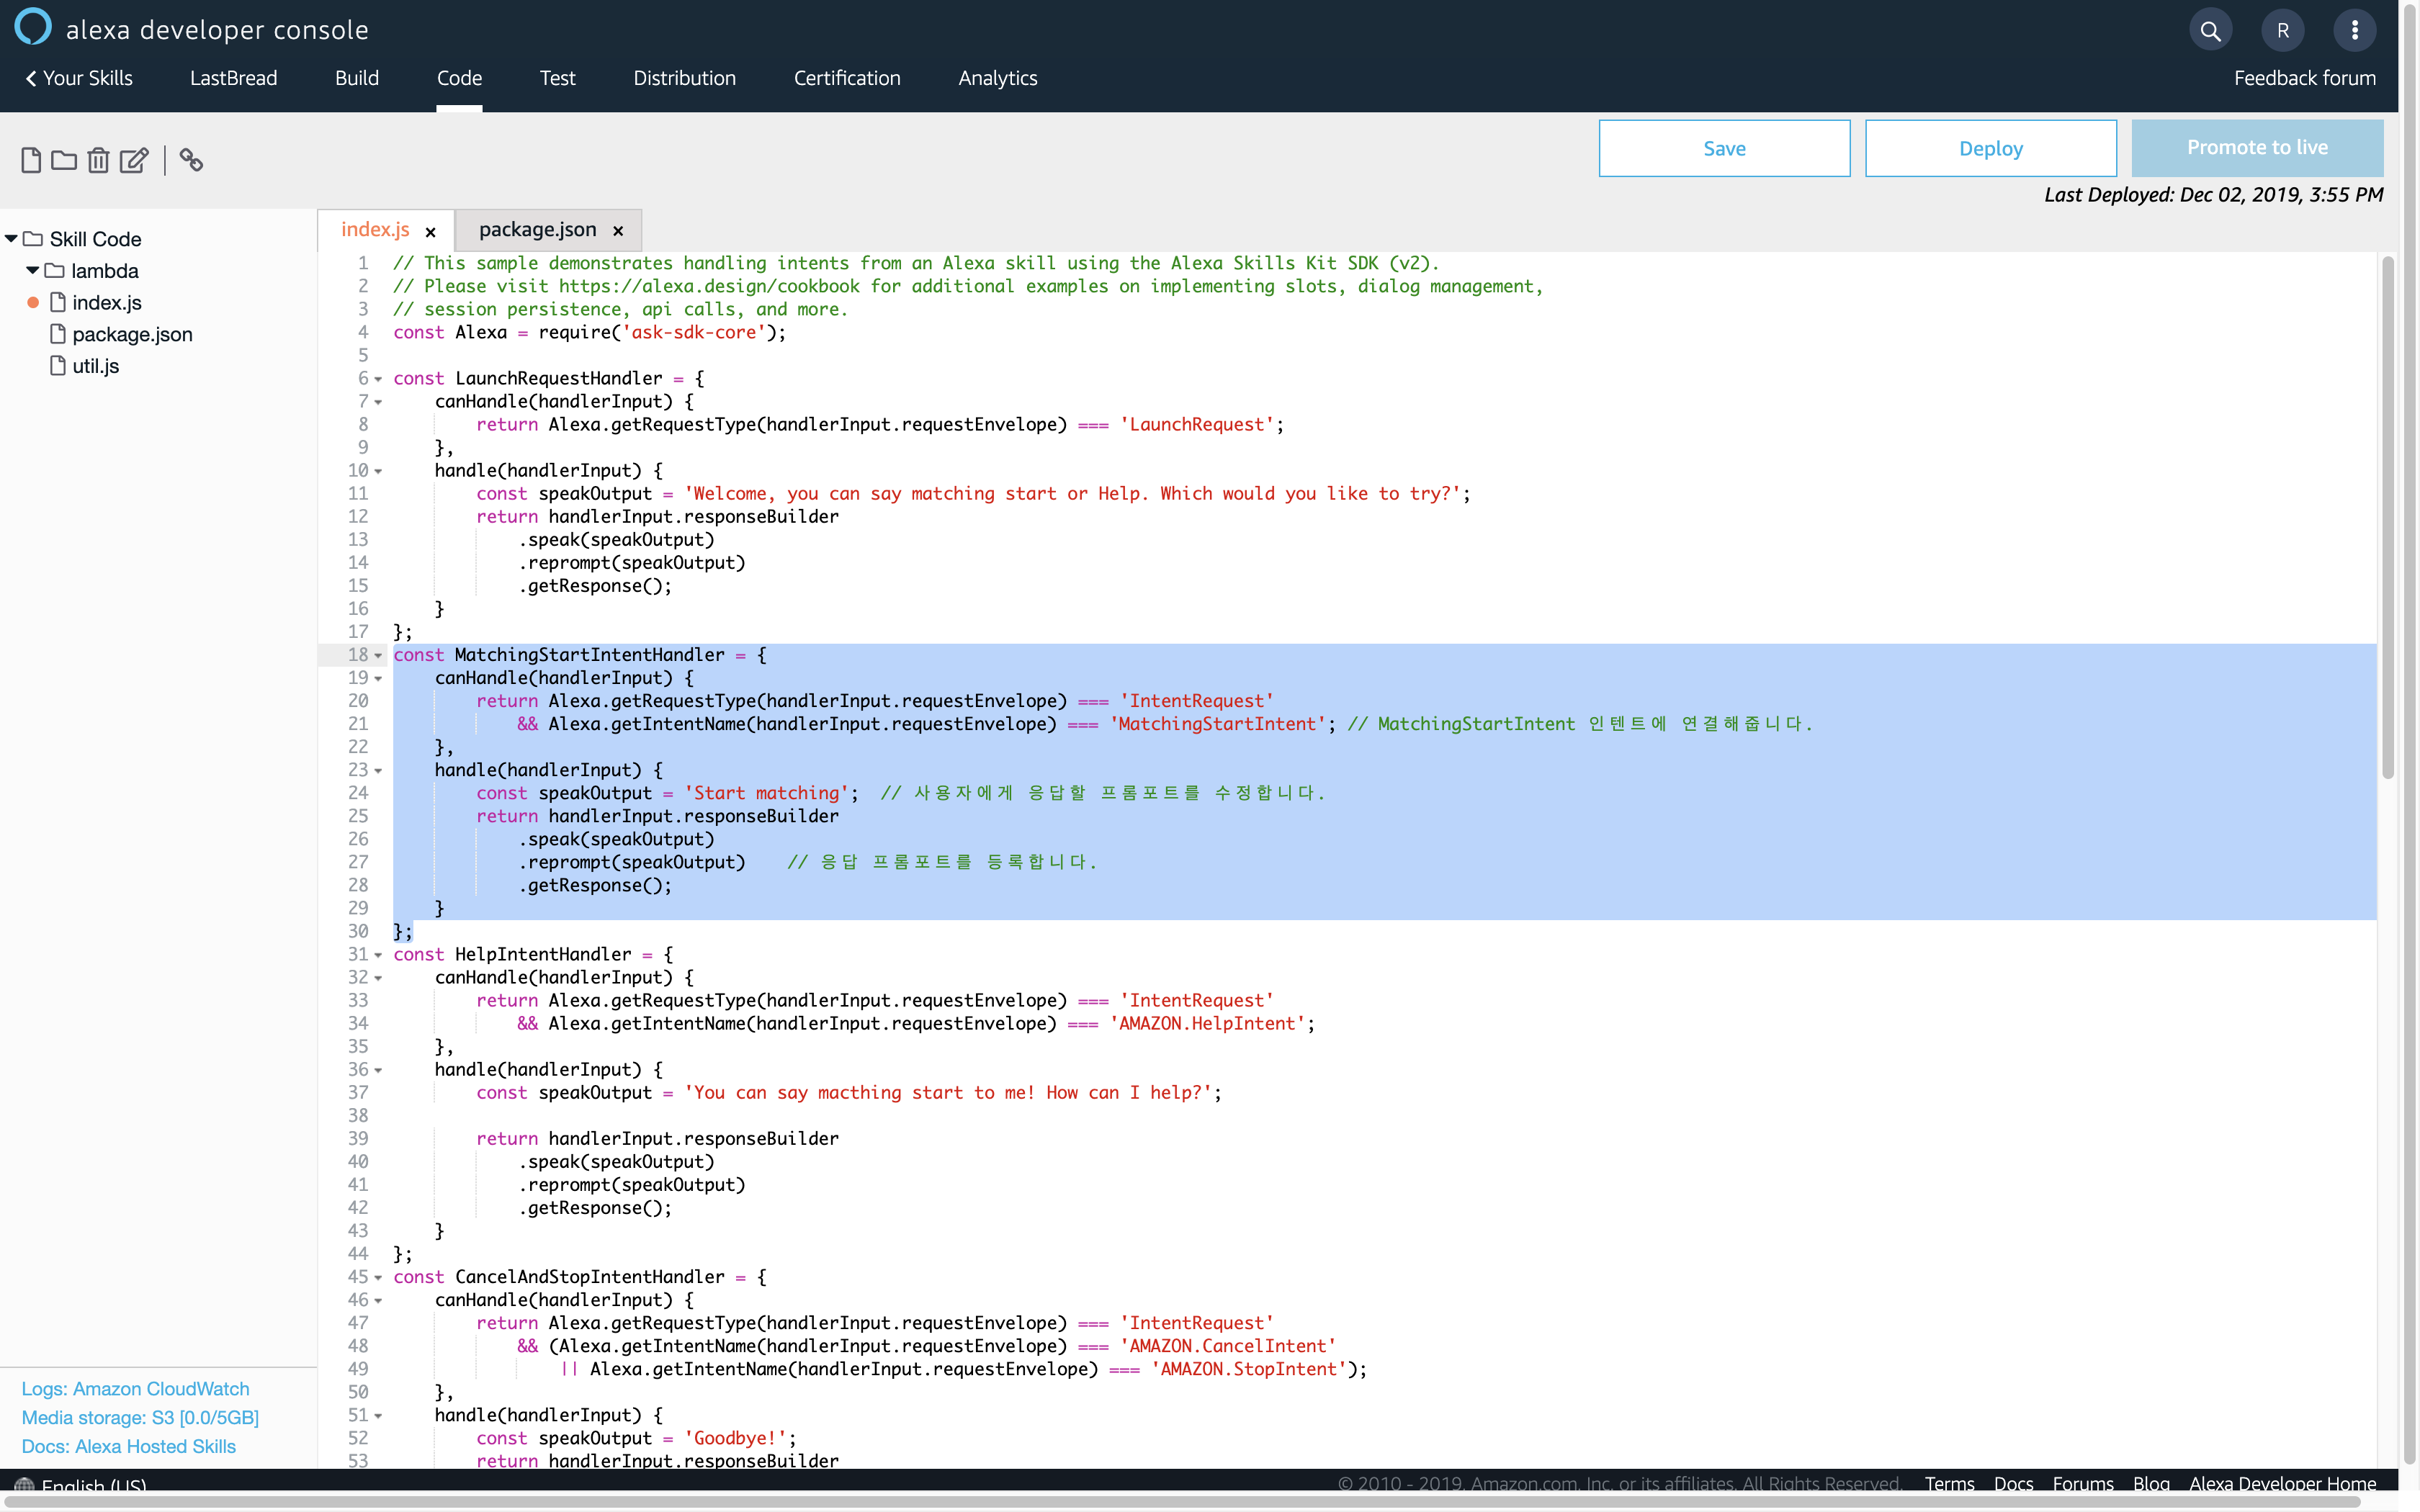 alexa developer console
R
Your Skills LastBread Build Code Test Distribution Certification Analytics Feedback forum
Save Deploy Promote to live
Last Deployed: Dec 02, 2019, 3:55 PM
Skill Code
lambda
index.js
package.json
util.js
index.js × package.json ×
1 // This sample demonstrates handling intents from an Alexa skill using the Alexa Skills Kit SDK (v2).
2 // Please visit https://alexa.design/cookbook for additional examples on implementing slots, dialog management,
3 // session persistence, api calls, and more.
4 const Alexa = require('ask-sdk-core');
5
6 const LaunchRequestHandler = {
7     canHandle(handlerInput) {
8         return Alexa.getRequestType(handlerInput.requestEnvelope) === 'LaunchRequest';
9     },
10     handle(handlerInput) {
11         const speakOutput = 'Welcome, you can say matching start or Help. Which would you like to try?';
12         return handlerInput.responseBuilder
13             .speak(speakOutput)
14             .reprompt(speakOutput)
15             .getResponse();
16     }
17 };
18 const MatchingStartIntentHandler = {
19     canHandle(handlerInput) {
20         return Alexa.getRequestType(handlerInput.requestEnvelope) === 'IntentRequest'
21             && Alexa.getIntentName(handlerInput.requestEnvelope) === 'MatchingStartIntent'; // MatchingStartIntent 인텐트에 연결해줍니다.
22     },
23     handle(handlerInput) {
24         const speakOutput = 'Start matching';  // 사용자에게 응답할 프롬포트를 수정합니다.
25         return handlerInput.responseBuilder
26             .speak(speakOutput)
27             .reprompt(speakOutput)    // 응답 프롬포트를 등록합니다.
28             .getResponse();
29     }
30 };
31 const HelpIntentHandler = {
32     canHandle(handlerInput) {
33         return Alexa.getRequestType(handlerInput.requestEnvelope) === 'IntentRequest'
34             && Alexa.getIntentName(handlerInput.requestEnvelope) === 'AMAZON.HelpIntent';
35     },
36     handle(handlerInput) {
37         const speakOutput = 'You can say macthing start to me! How can I help?';
38
39         return handlerInput.responseBuilder
40             .speak(speakOutput)
41             .reprompt(speakOutput)
42             .getResponse();
43     }
44 };
45 const CancelAndStopIntentHandler = {
46     canHandle(handlerInput) {
47         return Alexa.getRequestType(handlerInput.requestEnvelope) === 'IntentRequest'
48             && (Alexa.getIntentName(handlerInput.requestEnvelope) === 'AMAZON.CancelIntent'
49                 || Alexa.getIntentName(handlerInput.requestEnvelope) === 'AMAZON.StopIntent');
50     },
51     handle(handlerInput) {
52         const speakOutput = 'Goodbye!';
53         return handlerInput.responseBuilder
Logs: Amazon CloudWatch
Media storage: S3 [0.0/5GB]
Docs: Alexa Hosted Skills
English (US) © 2010 - 2019, Amazon.com, Inc. or its affiliates. All Rights Reserved. Terms Docs Forums Blog Alexa Developer Home